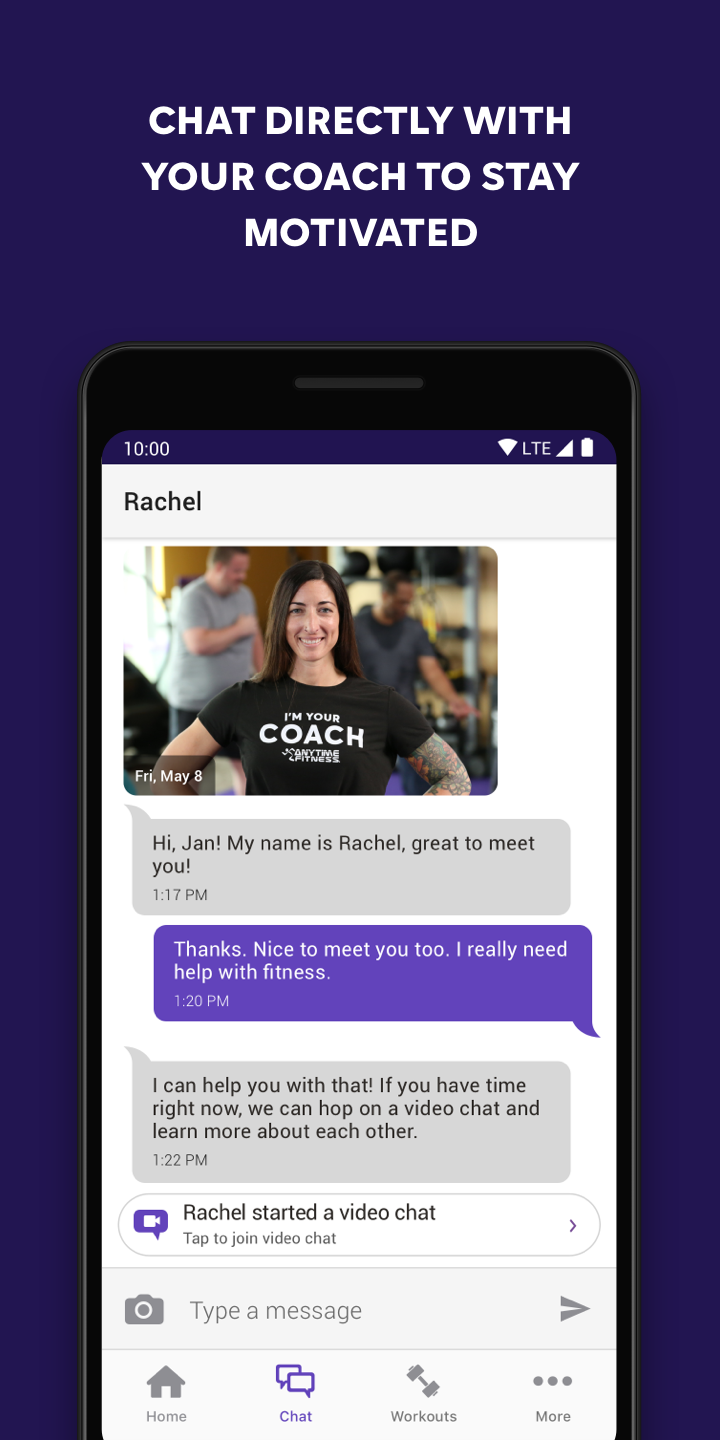 CHAT DIRECTLY WITH
YOUR COACH TO STAY
MOTIVATED
10:00
LTE
Rachel
I'M YOUR
COACH
ANYTIME
FITNESS
Fri, May 8
Hi, Jan! My name is Rachel, great to meet
you!
1:17 PM
Thanks. Nice to meet you too. I really need
help with fitness.
1:20 PM
I can help you with that! If you have time
right now, we can hop on a video chat and
learn more about each other.
1:22 PM
Rachel started a video chat
Tap to join video chat
Type a message
Home
Chat
Workouts
More